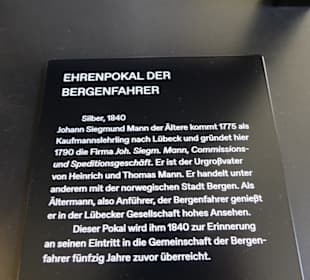 EHRENPOKAL DER
BERGENFAHRER
Silber, 1840
Johann Siegmund Mann der Ältere kommt 1775 als
Kaufmannslehrling nach Lübeck und gründet hier
1790 die Firma Joh. Siegm. Mann, Commissions-
und Speditionsgeschäft. Er ist der Urgroßvater
von Heinrich und Thomas Mann. Er handelt unter
anderem mit der norwegischen Stadt Bergen. Als
Ältermann, also Anführer, der Bergenfahrer genießt
er in der Lübecker Gesellschaft hohes Ansehen.
Dieser Pokal wird ihm 1840 zur Erinnerung
an seinen Eintritt in die Gemeinschaft der Bergen-
fahrer fünfzig Jahre zuvor überreicht.